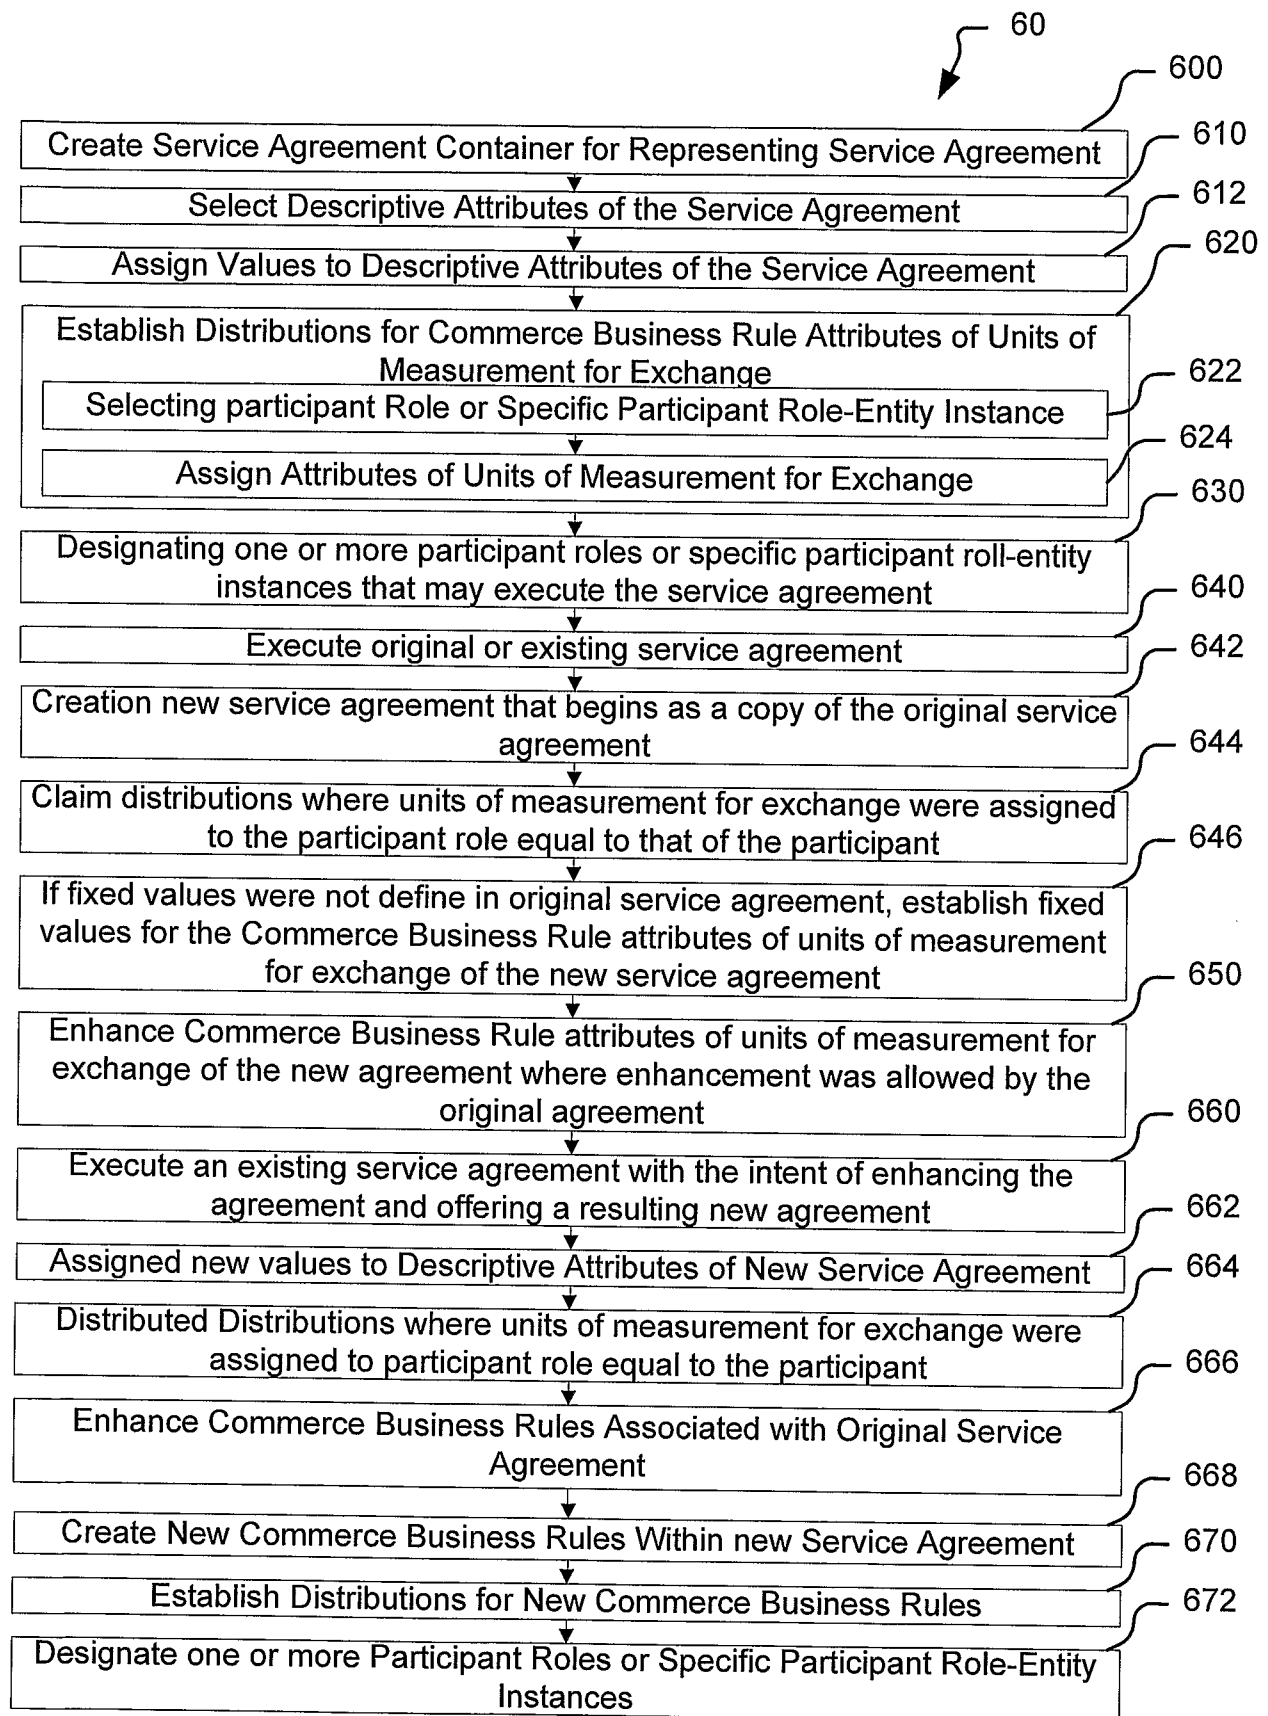 60
600
Create Service Agreement Container for Representing Service Agreement
610
Select Descriptive Attributes of the Service Agreement
612
Assign Values to Descriptive Attributes of the Service Agreement
620
Establish Distributions for Commerce Business Rule Attributes of Units of
Measurement for Exchange
622
Selecting participant Role or Specific Participant Role-Entity Instance
624
Assign Attributes of Units of Measurement for Exchange
630
Designating one or more participant roles or specific participant roll-entity
instances that may execute the service agreement
640
Execute original or existing service agreement
642
Creation new service agreement that begins as a copy of the original service
agreement
644
Claim distributions where units of measurement for exchange were assigned
to the participant role equal to that of the participant
646
If fixed values were not define in original service agreement, establish fixed
values for the Commerce Business Rule attributes of units of measurement
for exchange of the new service agreement
650
Enhance Commerce Business Rule attributes of units of measurement for
exchange of the new agreement where enhancement was allowed by the
original agreement
660
Execute an existing service agreement with the intent of enhancing the
agreement and offering a resulting new agreement
662
Assigned new values to Descriptive Attributes of New Service Agreement
664
Distributed Distributions where units of measurement for exchange were
assigned to participant role equal to the participant
666
Enhance Commerce Business Rules Associated with Original Service
Agreement
668
Create New Commerce Business Rules Within new Service Agreement
670
Establish Distributions for New Commerce Business Rules
672
Designate one or more Participant Roles or Specific Participant Role-Entity
Instances